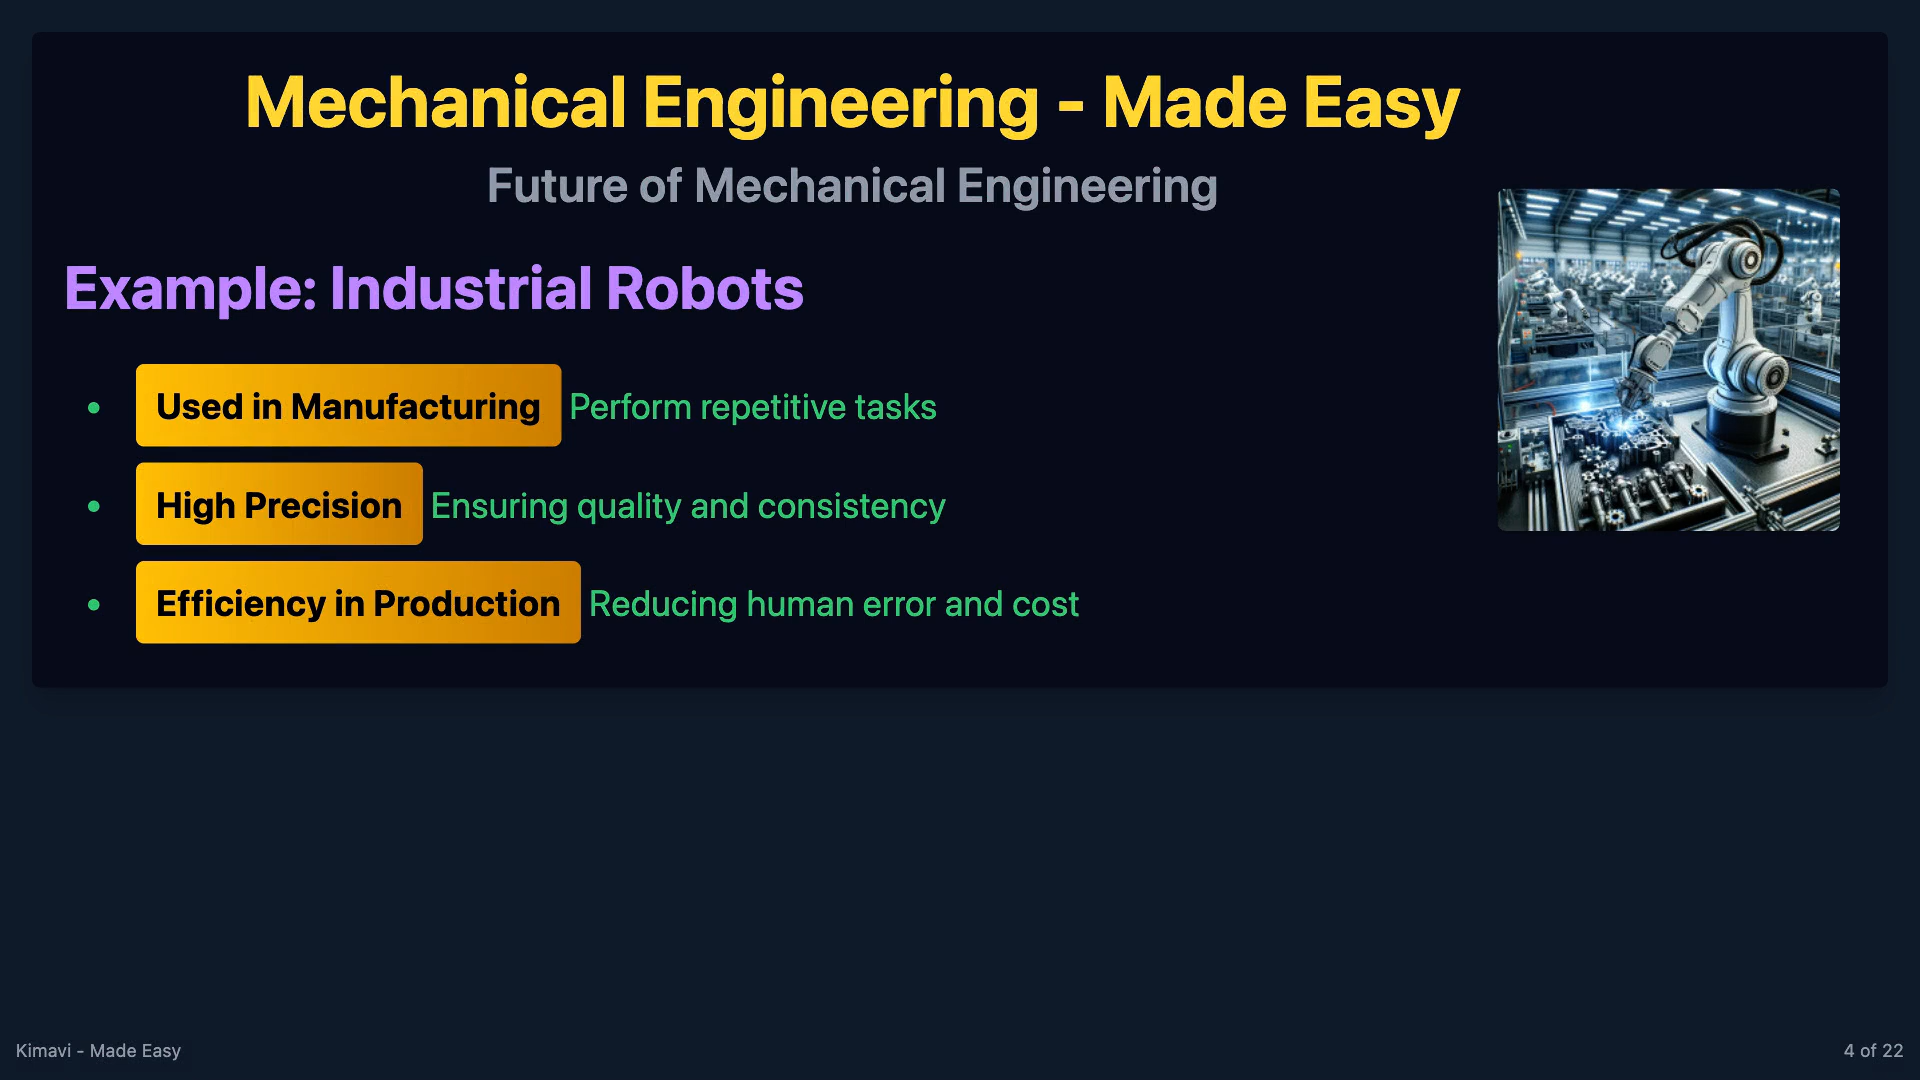 Mechanical Engineering - Made Easy
Future of Mechanical Engineering
Example: Industrial Robots
• Used in Manufacturing Perform repetitive tasks
• High Precision Ensuring quality and consistency
• Efficiency in Production Reducing human error and cost
Kimavi - Made Easy
4 of 22